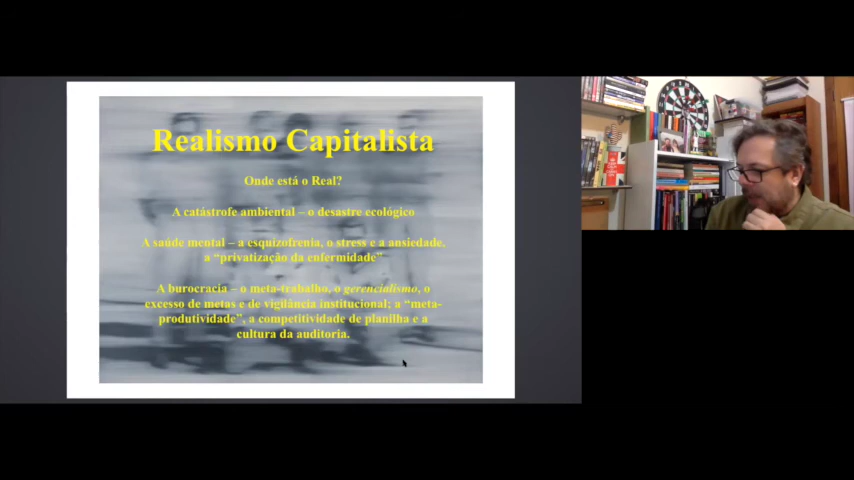 Realismo Capitalista
Onde está o Real?
A catástrofe ambiental – o desastre ecológico
A saúde mental – a esquizofrenia, o stress e a ansiedade,
a “privatização da enfermidade”
A burocracia – o meta-trabalho, o gerencialismo, o
excesso de metas e de vigilância institucional; a “meta-
produtividade”, a competitividade de planilha e a
cultura da auditoria.